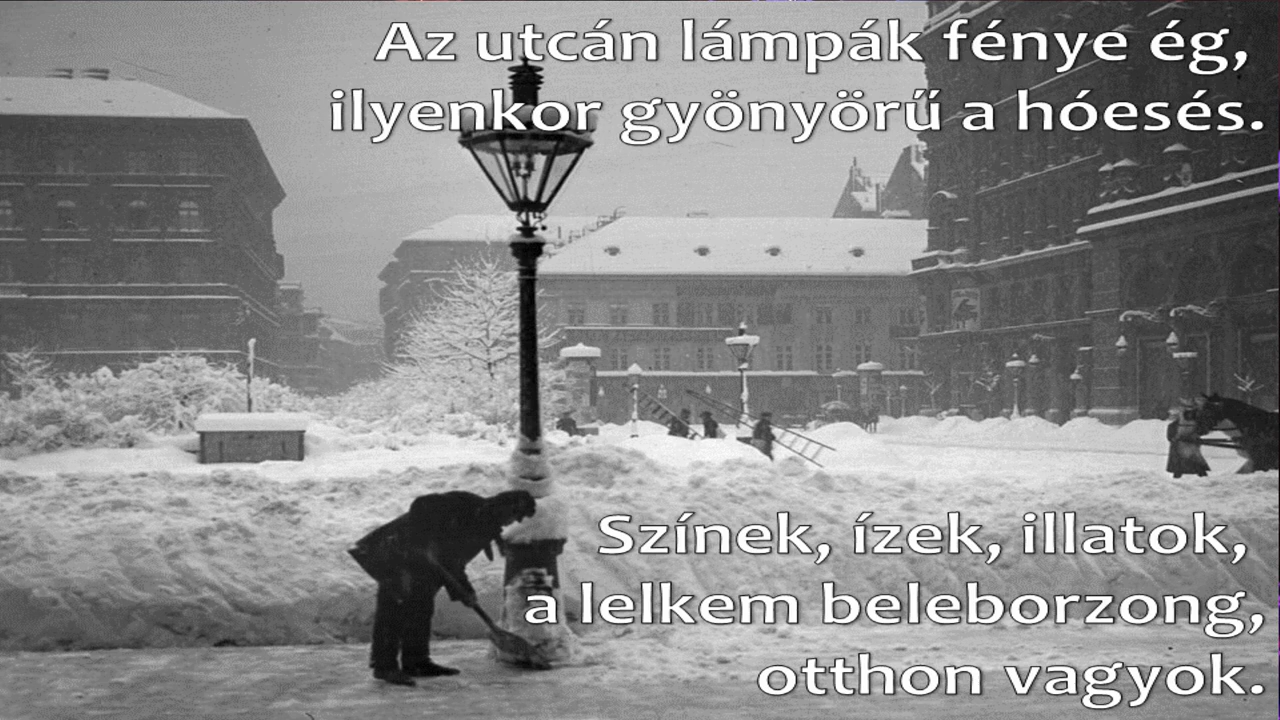 Az utcán lámpák fénye ég,
ilyenkor gyönyörű a hóesés.
Színek, ízek, illatok,
a lelkem beleborzong,
otthon vagyok.